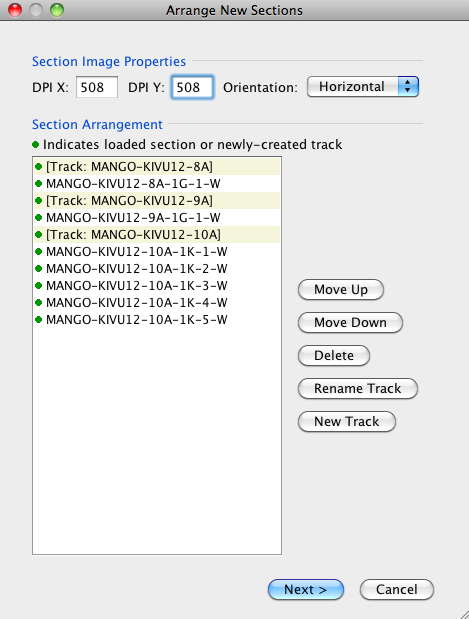 Arrange New Sections
Section Image Properties
DPI X: 508 DPI Y: 508 Orientation: Horizontal
Section Arrangement
Indicates loaded section or newly-created track
[Track: MANGO-KIVU12-8A]
MANGO-KIVU12-8A-1G-1-W
[Track: MANGO-KIVU12-9A]
MANGO-KIVU12-9A-1G-1-W
[Track: MANGO-KIVU12-10A]
MANGO-KIVU12-10A-1K-1-W
MANGO-KIVU12-10A-1K-2-W
MANGO-KIVU12-10A-1K-3-W
MANGO-KIVU12-10A-1K-4-W
MANGO-KIVU12-10A-1K-5-W
Move Up
Move Down
Delete
Rename Track
New Track
Next > Cancel